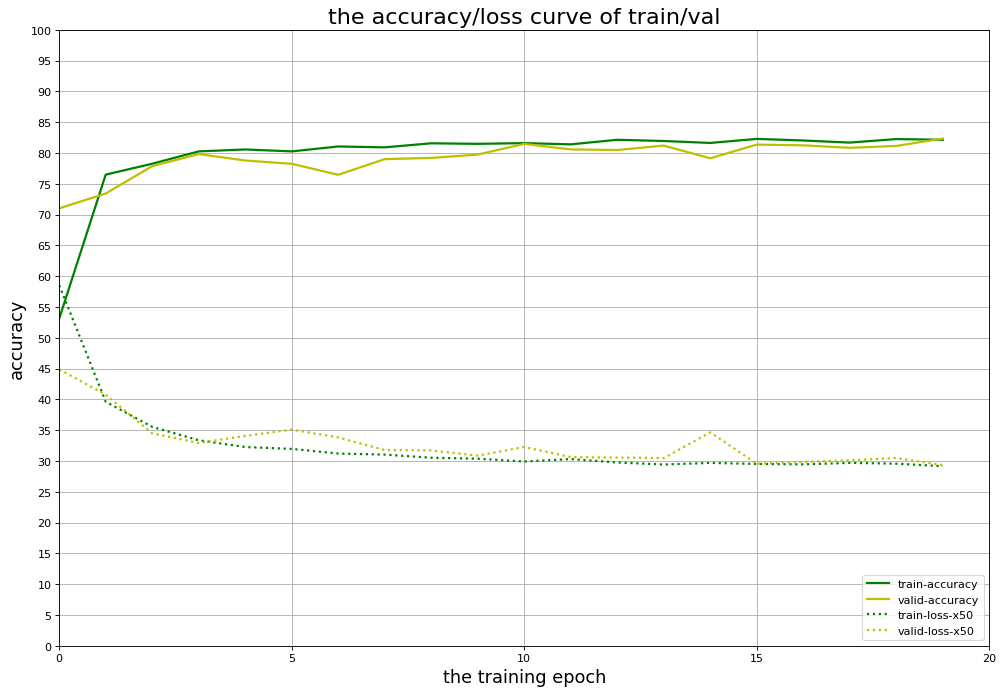 the accuracy/loss curve of train/val
100
95
90
85
80
75
70
65
60
55
50
45
40
35
30
25
20
15
10
5
0
accuracy
0 5 10 15 20
the training epoch
train-accuracy
valid-accuracy
train-loss-x50
valid-loss-x50